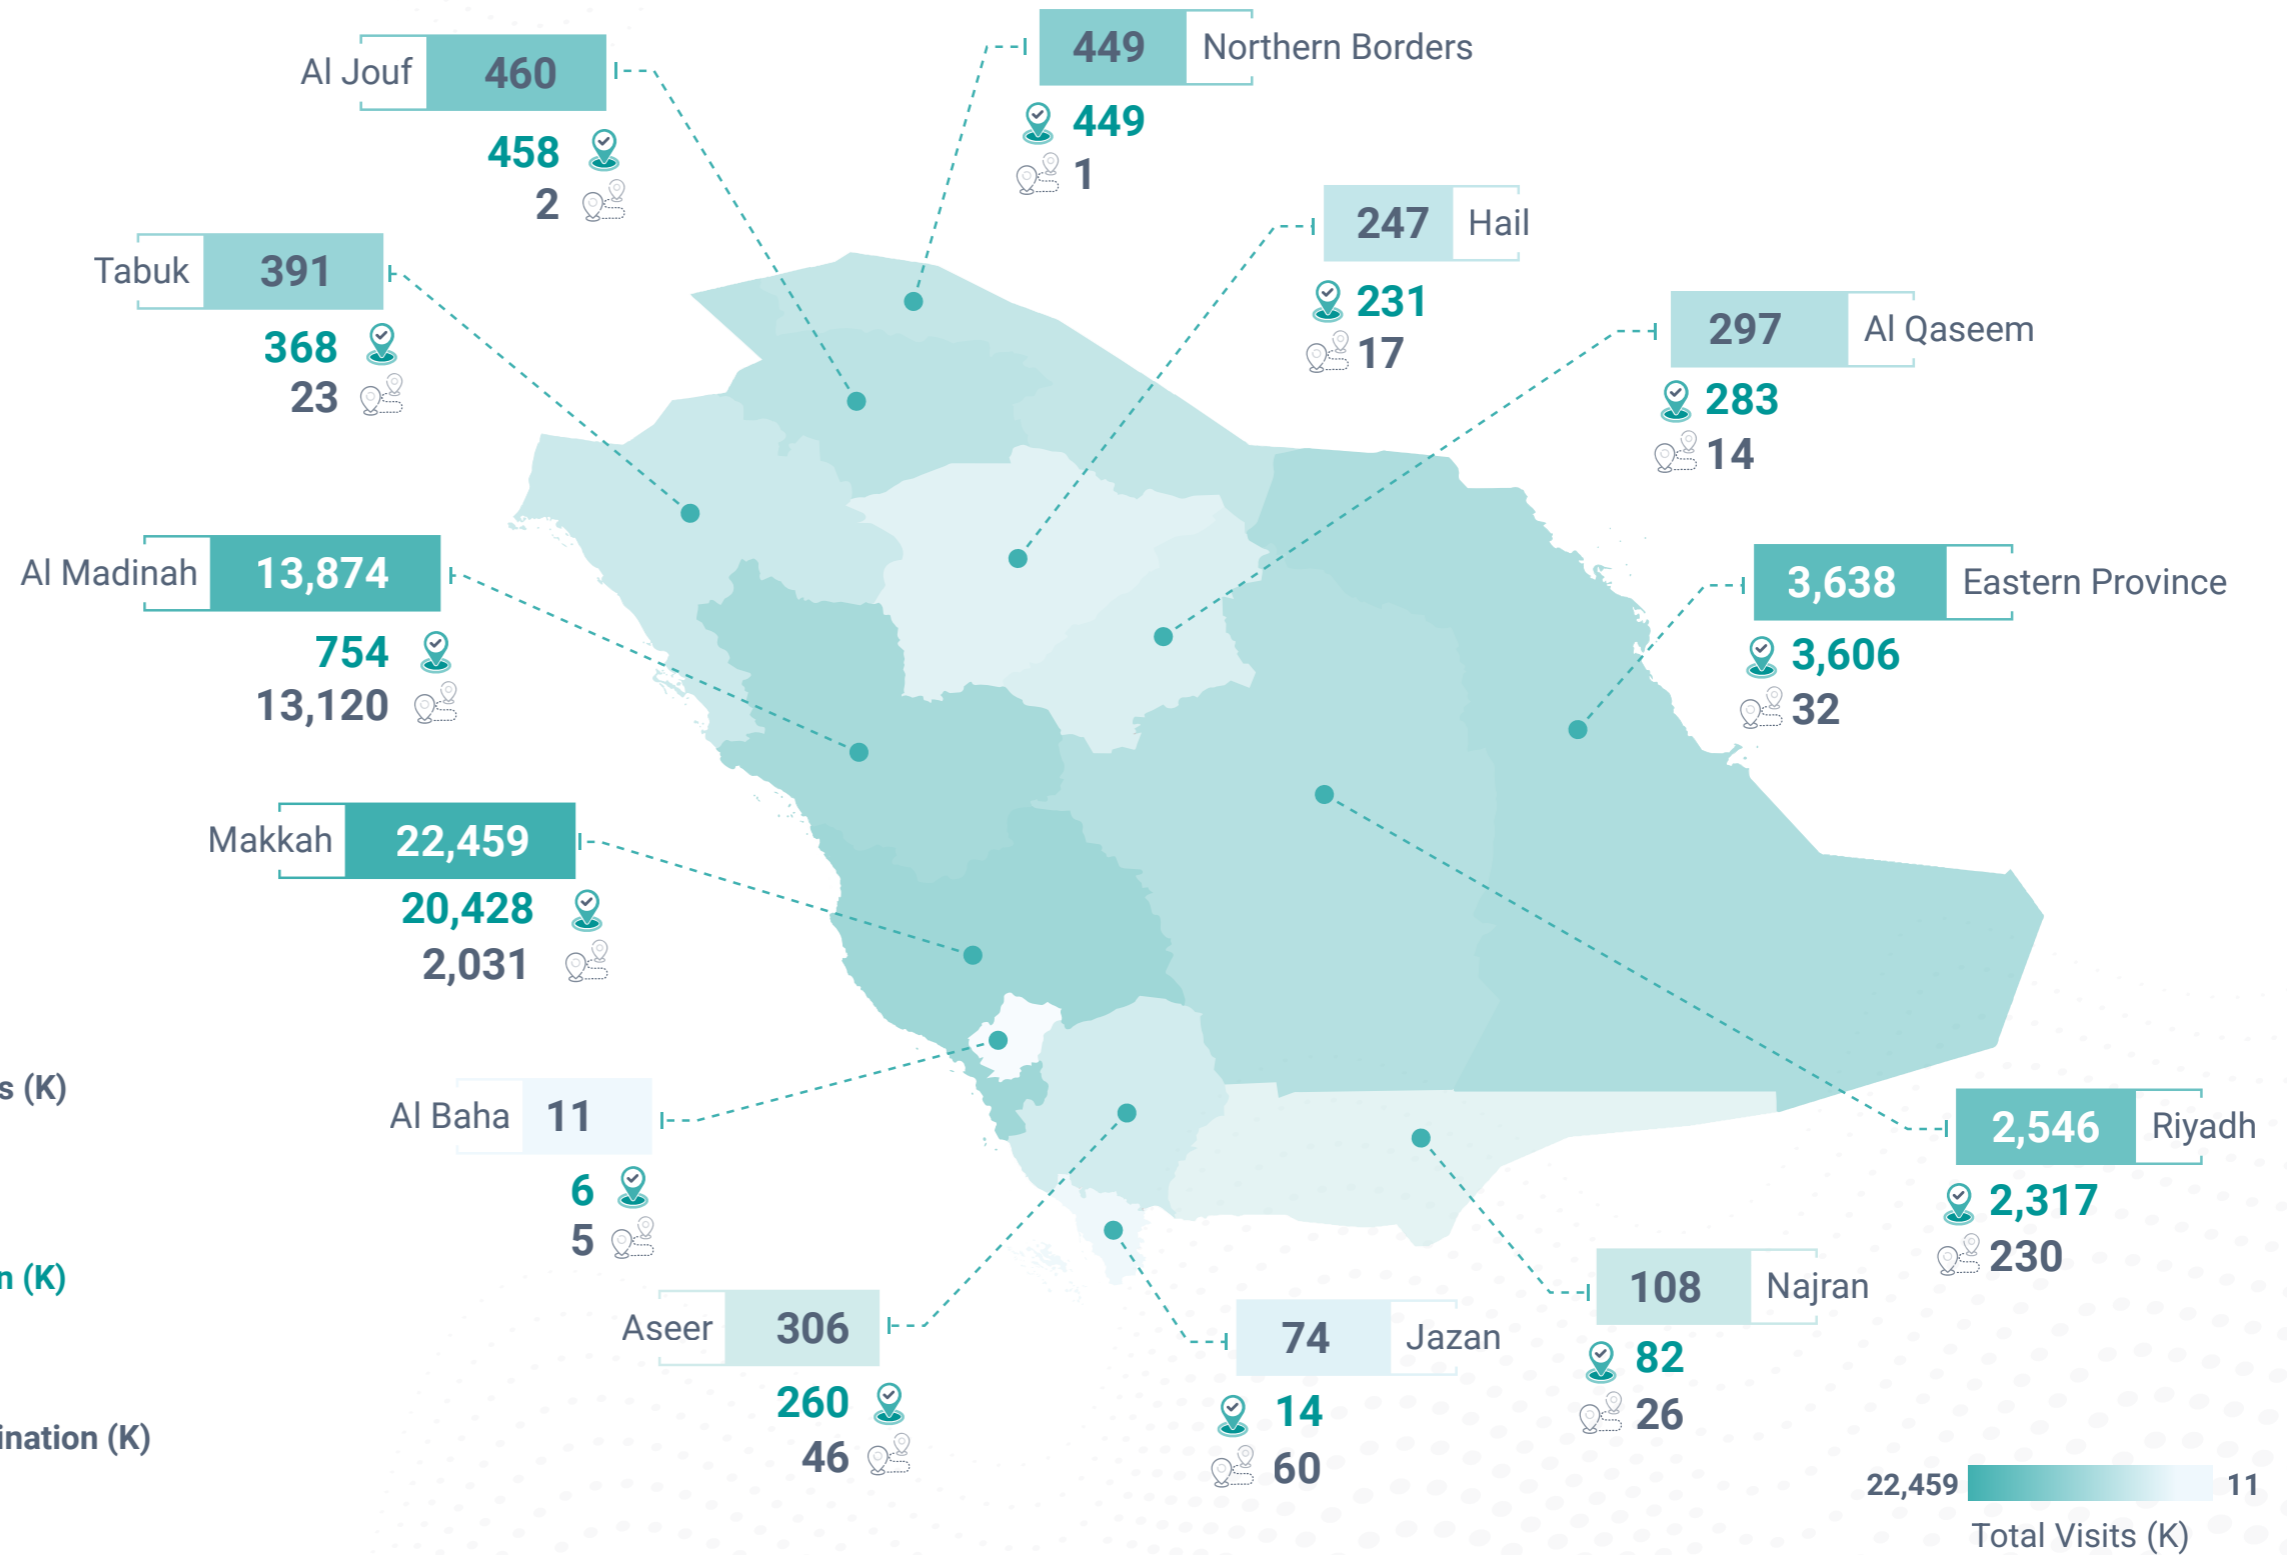 Al Jouf 460
458
2
449 Northern Borders
449
1
Tabuk 391
368
23
247 Hail
231
17
297 Al Qaseem
283
14
Al Madinah 13,874
754
13,120
3,638 Eastern Province
3,606
32
Makkah 22,459
20,428
2,031
s (K)
Al Baha 11
6
5
2,546 Riyadh
2,317
230
n (K)
Aseer 306
260
46
74 Jazan
14
60
108 Najran
82
26
ination (K)
22,459 11
Total Visits (K)